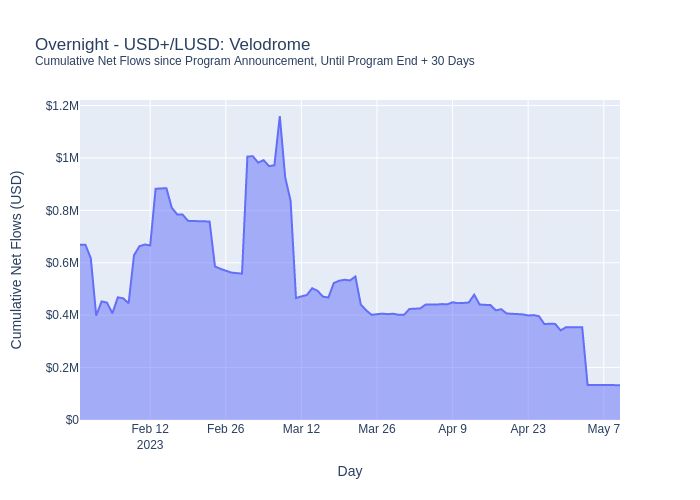 Overnight - USD+/LUSD: Velodrome
Cumulative Net Flows since Program Announcement, Until Program End + 30 Days
Cumulative Net Flows (USD)
$1.2M
$1M
$0.8M
$0.6M
$0.4M
$0.2M
$0
Feb 12 Feb 26 Mar 12 Mar 26 Apr 9 Apr 23 May 7
2023
Day